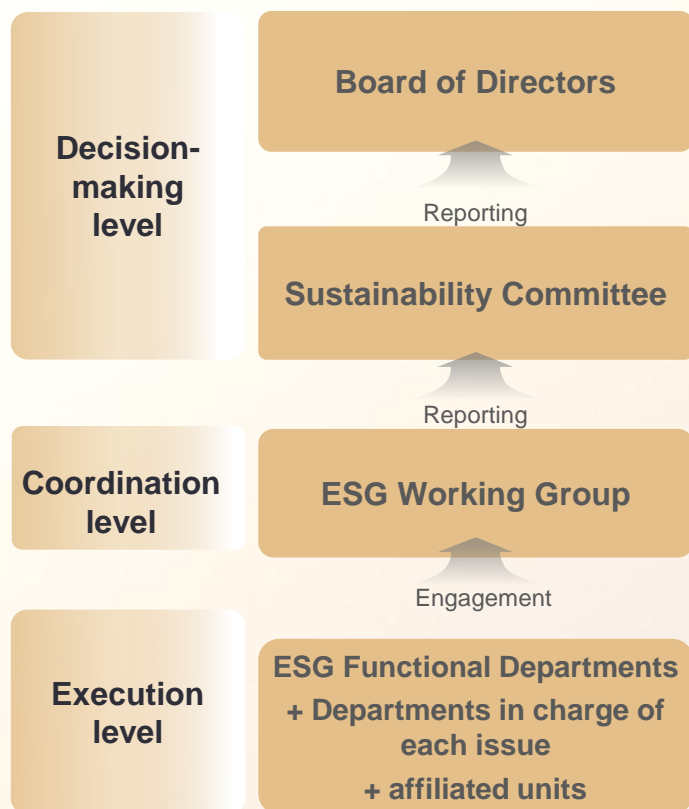 Decision-
making
level
Board of Directors
Reporting
Sustainability Committee
Reporting
Coordination
level
ESG Working Group
Engagement
Execution
level
ESG Functional Departments
+ Departments in charge of
each issue
+ affiliated units